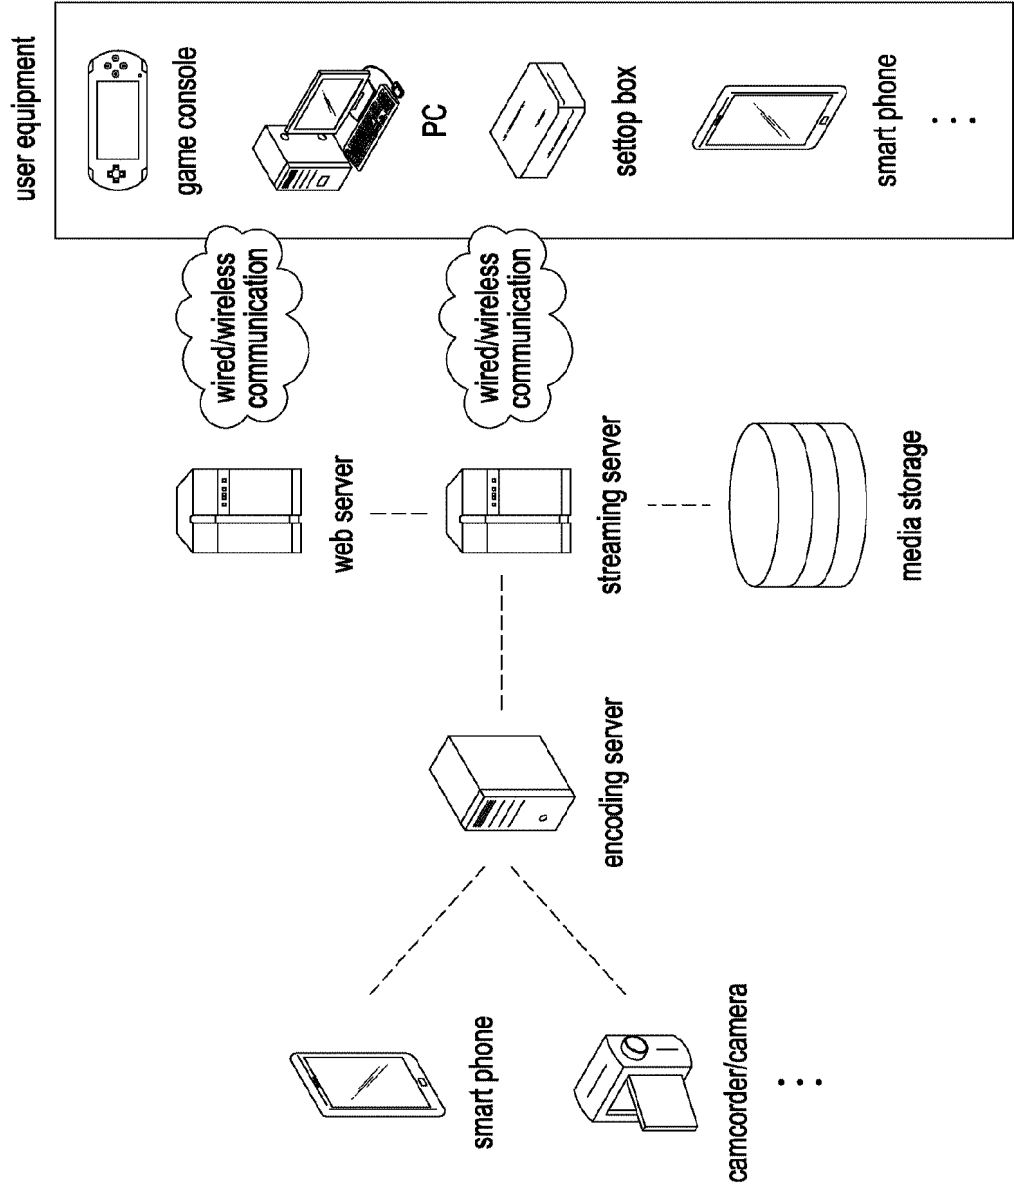 user equipment
game console
PC
settop box
smart phone
. . .
wired/wireless
communication
wired/wireless
communication
web server
streaming server
media storage
encoding server
smart phone
camcorder/camera
. . .